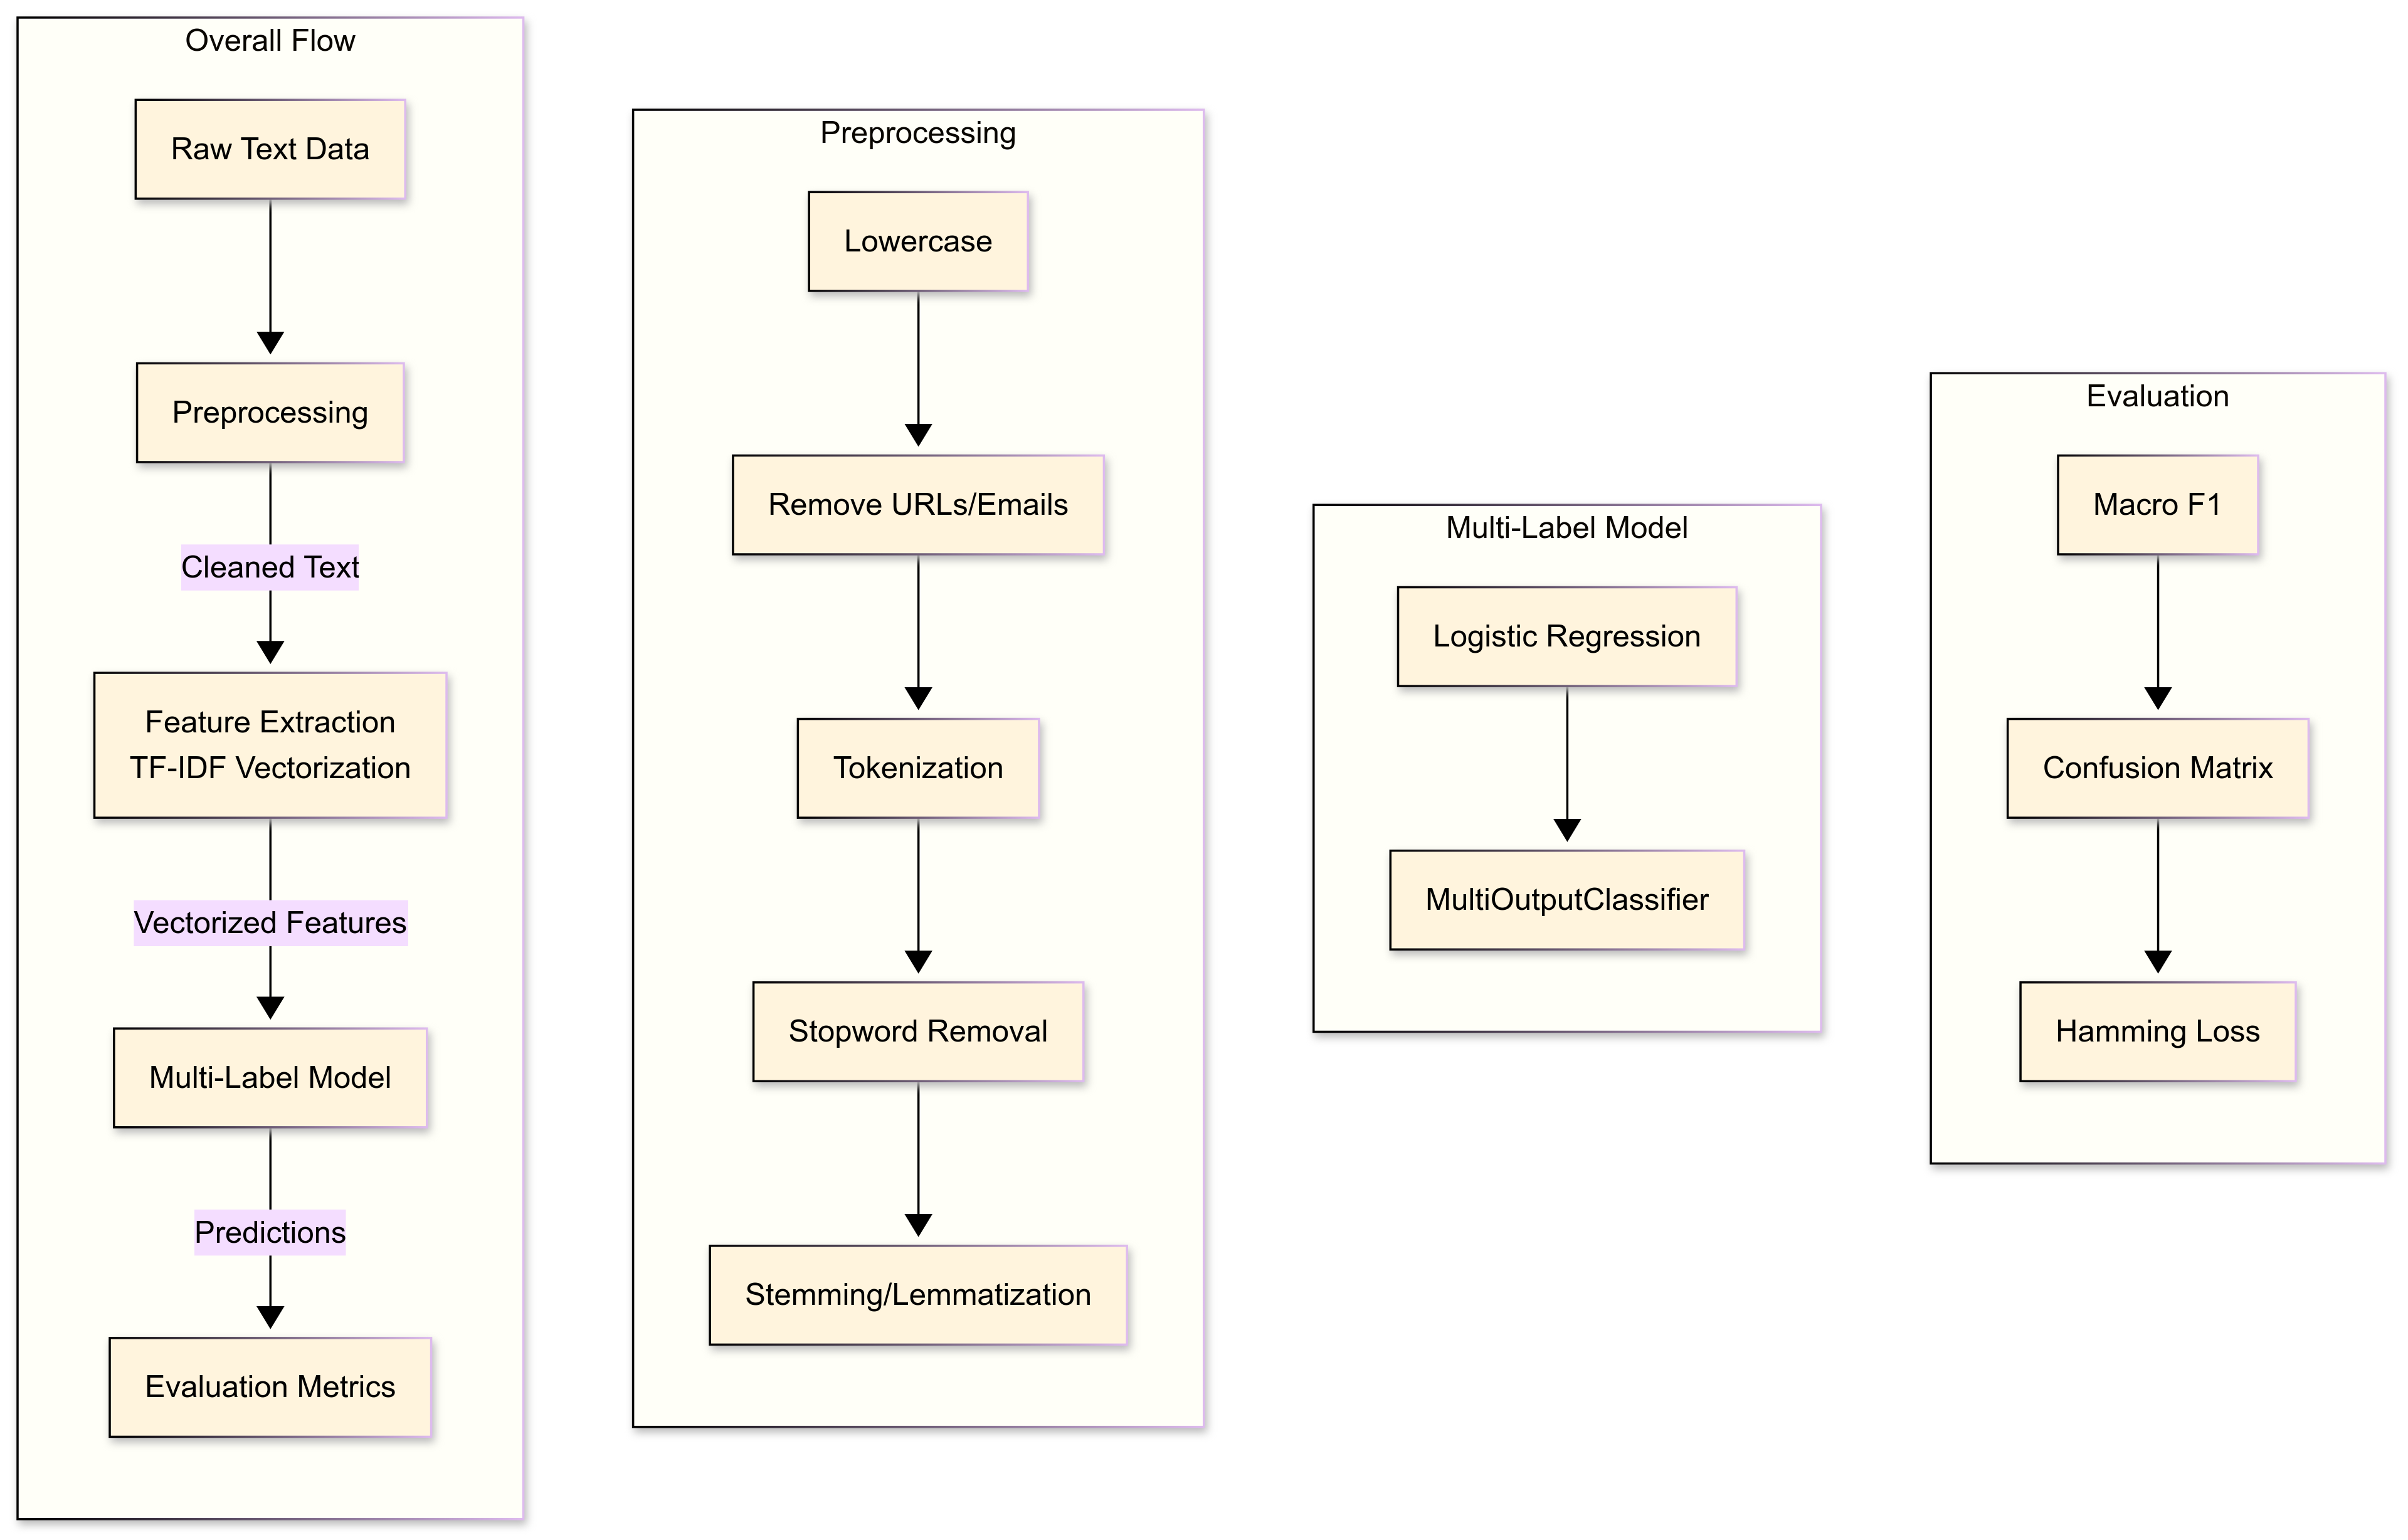 Overall Flow
Raw Text Data
Preprocessing
Cleaned Text
Feature Extraction
TF-IDF Vectorization
Vectorized Features
Multi-Label Model
Predictions
Evaluation Metrics
Preprocessing
Lowercase
Remove URLs/Emails
Tokenization
Stopword Removal
Stemming/Lemmatization
Multi-Label Model
Logistic Regression
MultiOutputClassifier
Evaluation
Macro F1
Confusion Matrix
Hamming Loss